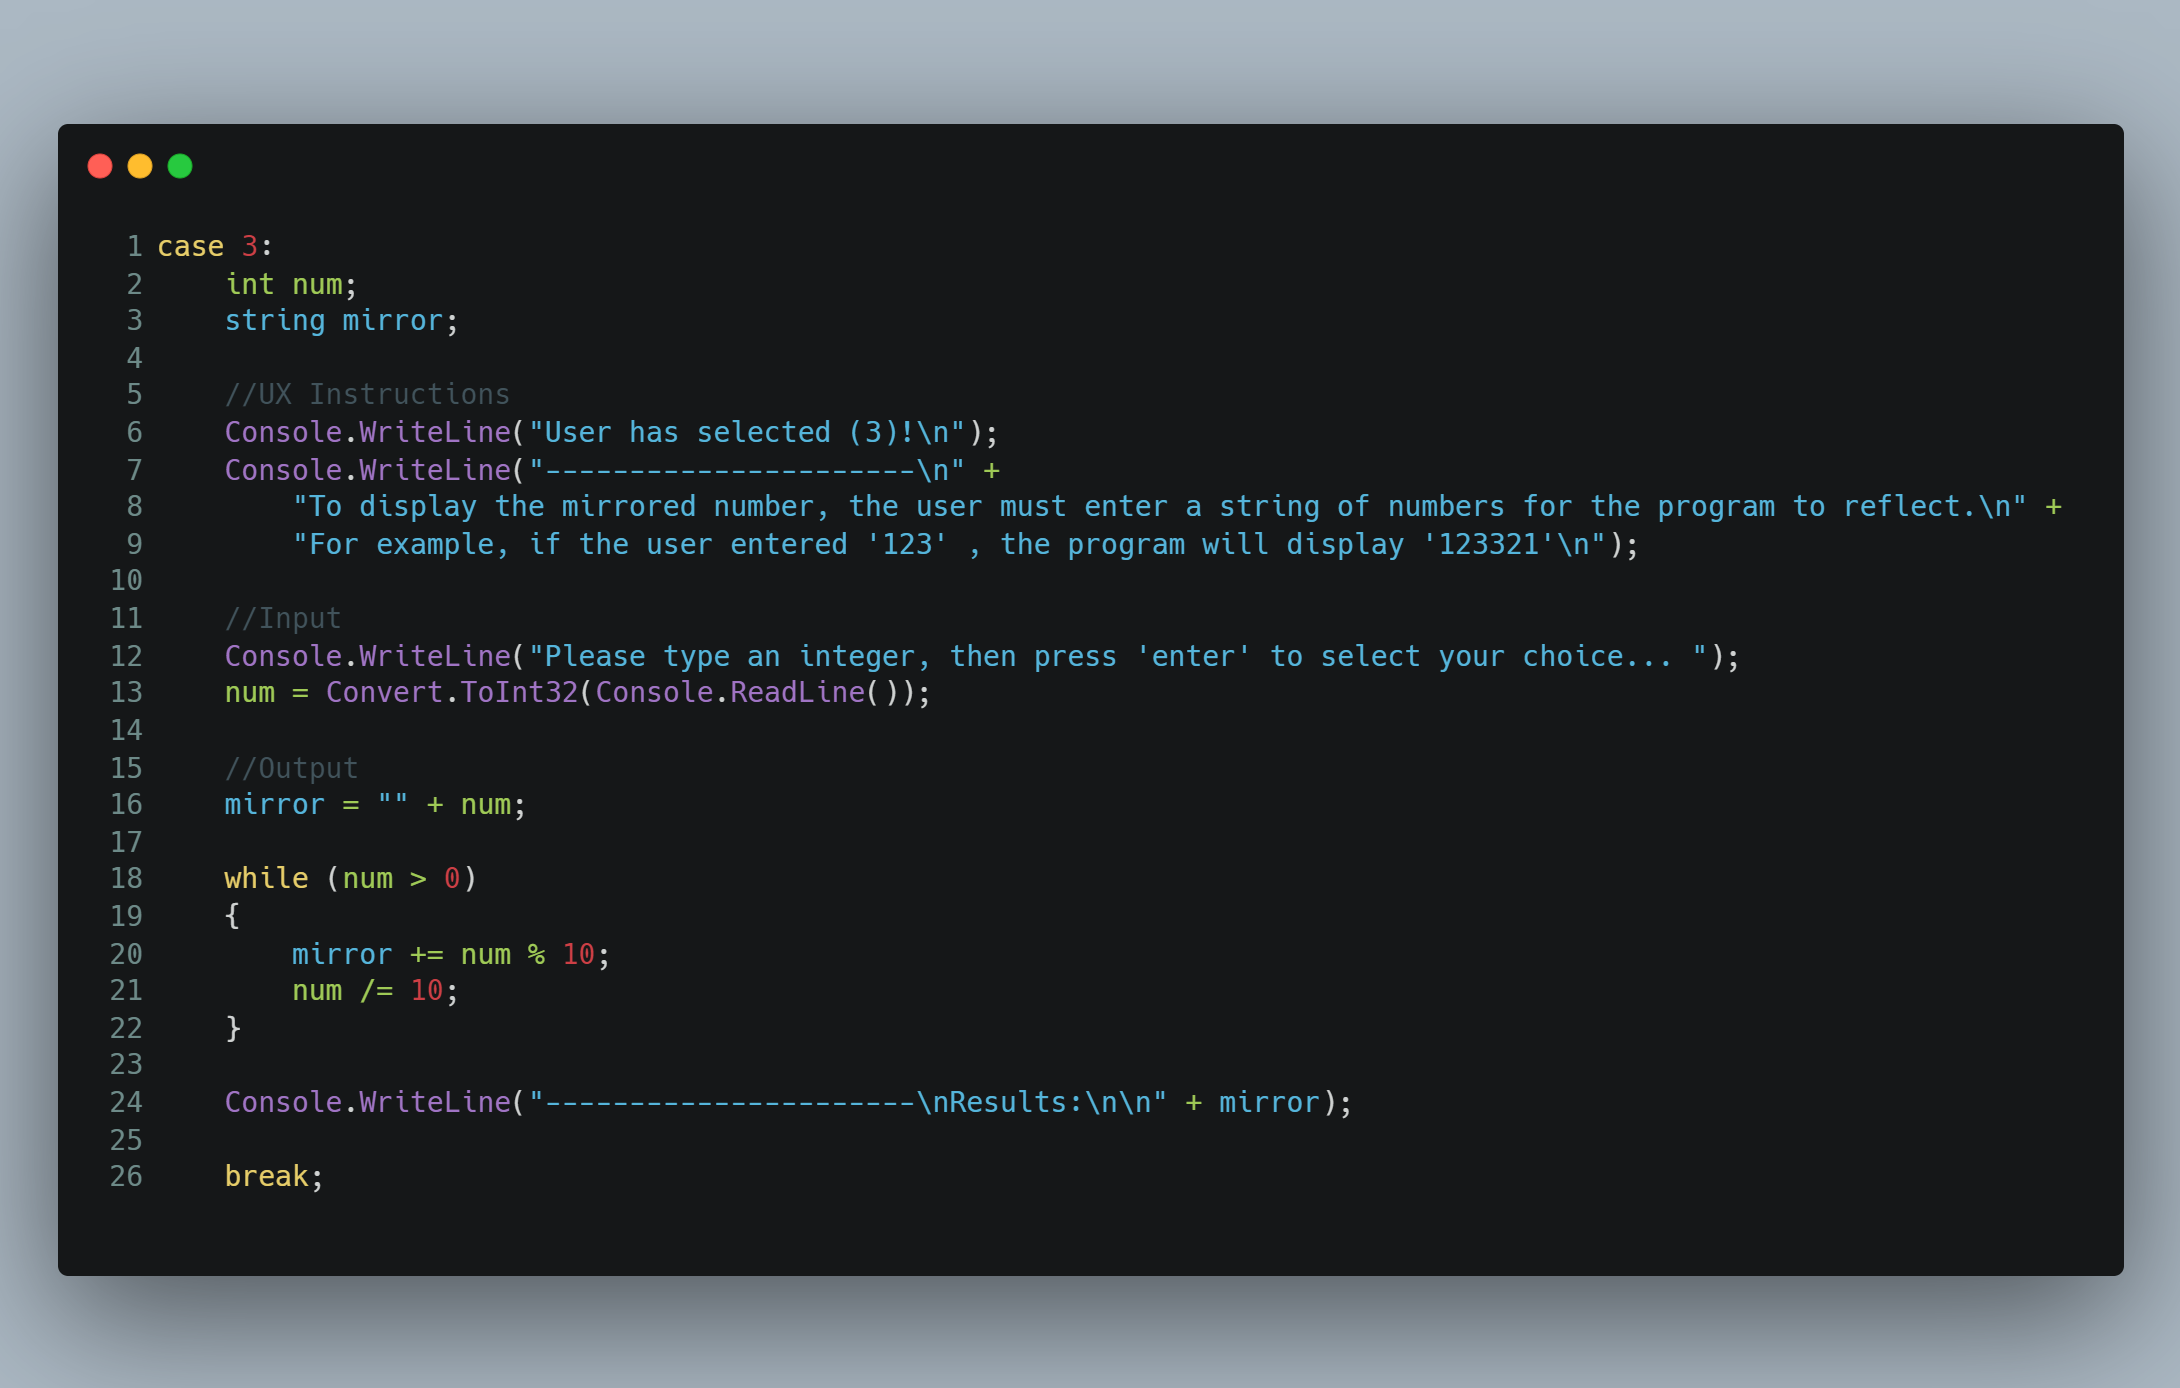 1 case 3:
2     int num;
3     string mirror;
4
5     //UX Instructions
6     Console.WriteLine("User has selected (3)!\n");
7     Console.WriteLine("----------------------\n" +
8         "To display the mirrored number, the user must enter a string of numbers for the program to reflect.\n" +
9         "For example, if the user entered '123' , the program will display '123321'\n");
10
11     //Input
12     Console.WriteLine("Please type an integer, then press 'enter' to select your choice... ");
13     num = Convert.ToInt32(Console.ReadLine());
14
15     //Output
16     mirror = "" + num;
17
18     while (num > 0)
19     {
20         mirror += num % 10;
21         num /= 10;
22     }
23
24     Console.WriteLine("----------------------\nResults:\n\n" + mirror);
25
26     break;